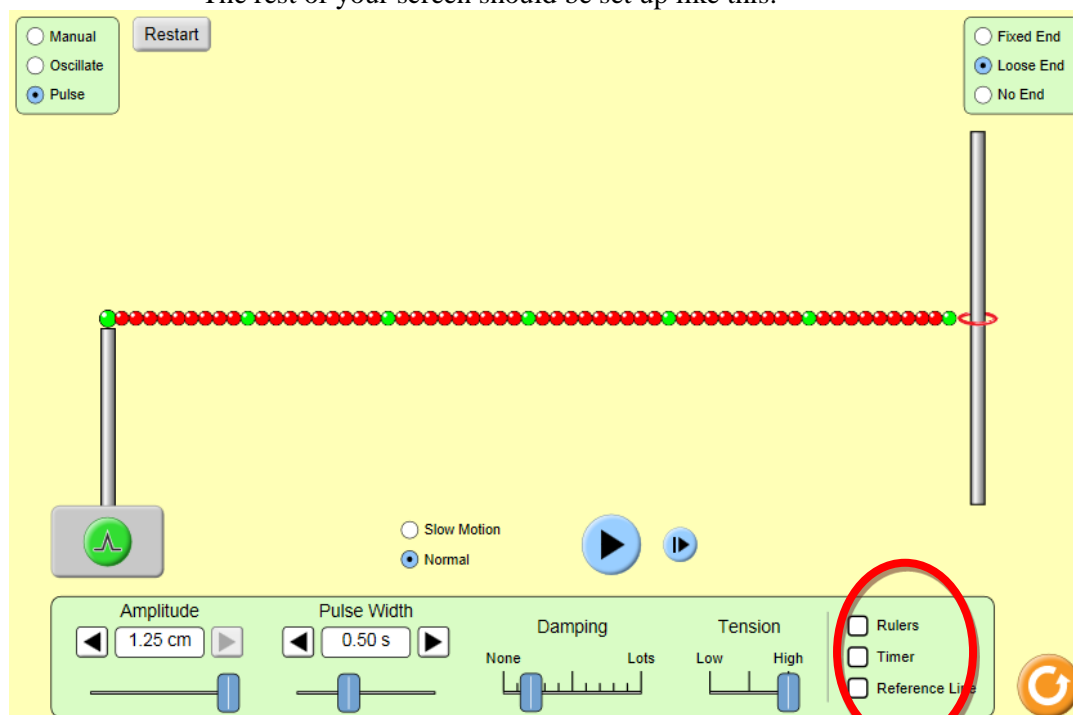 The rest of your screen should be set up like this:
Manual
Oscillate
Pulse
Restart
Fixed End
Loose End
No End
Slow Motion
Normal
Amplitude
1.25 cm
Pulse Width
0.50 s
Damping
None
Lots
Tension
Low
High
Rulers
Timer
Reference Line